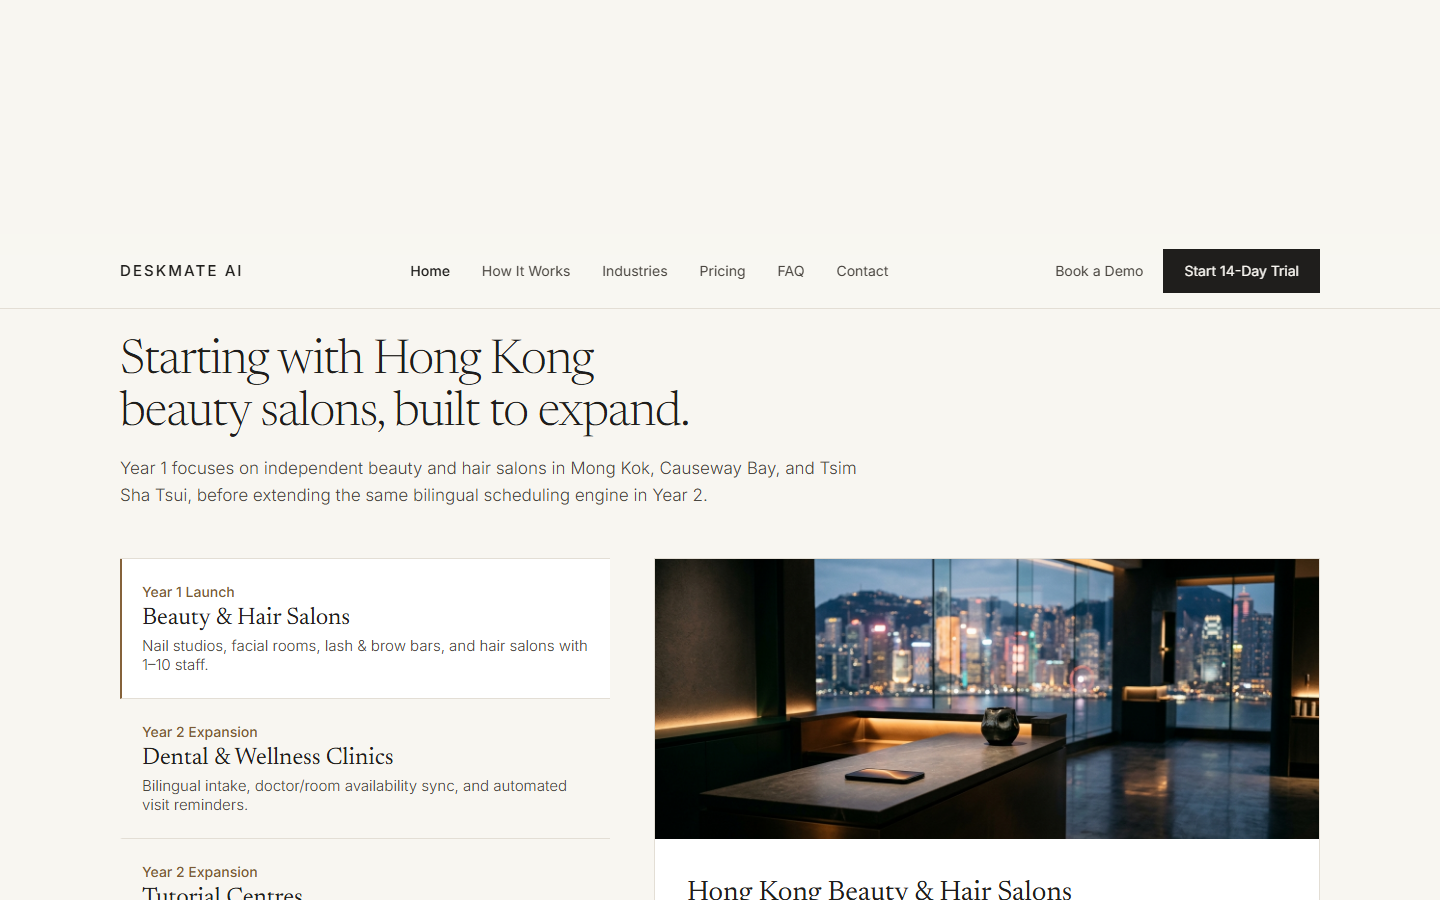 DESKMATE AI
Home How It Works Industries Pricing FAQ Contact
Book a Demo
Start 14-Day Trial
Starting with Hong Kong
beauty salons, built to expand.
Year 1 focuses on independent beauty and hair salons in Mong Kok, Causeway Bay, and Tsim
Sha Tsui, before extending the same bilingual scheduling engine in Year 2.
Year 1 Launch
Beauty & Hair Salons
Nail studios, facial rooms, lash & brow bars, and hair salons with
1–10 staff.
Year 2 Expansion
Dental & Wellness Clinics
Bilingual intake, doctor/room availability sync, and automated
visit reminders.
Year 2 Expansion
Tutorial Centres
Hong Kong Beauty & Hair Salons